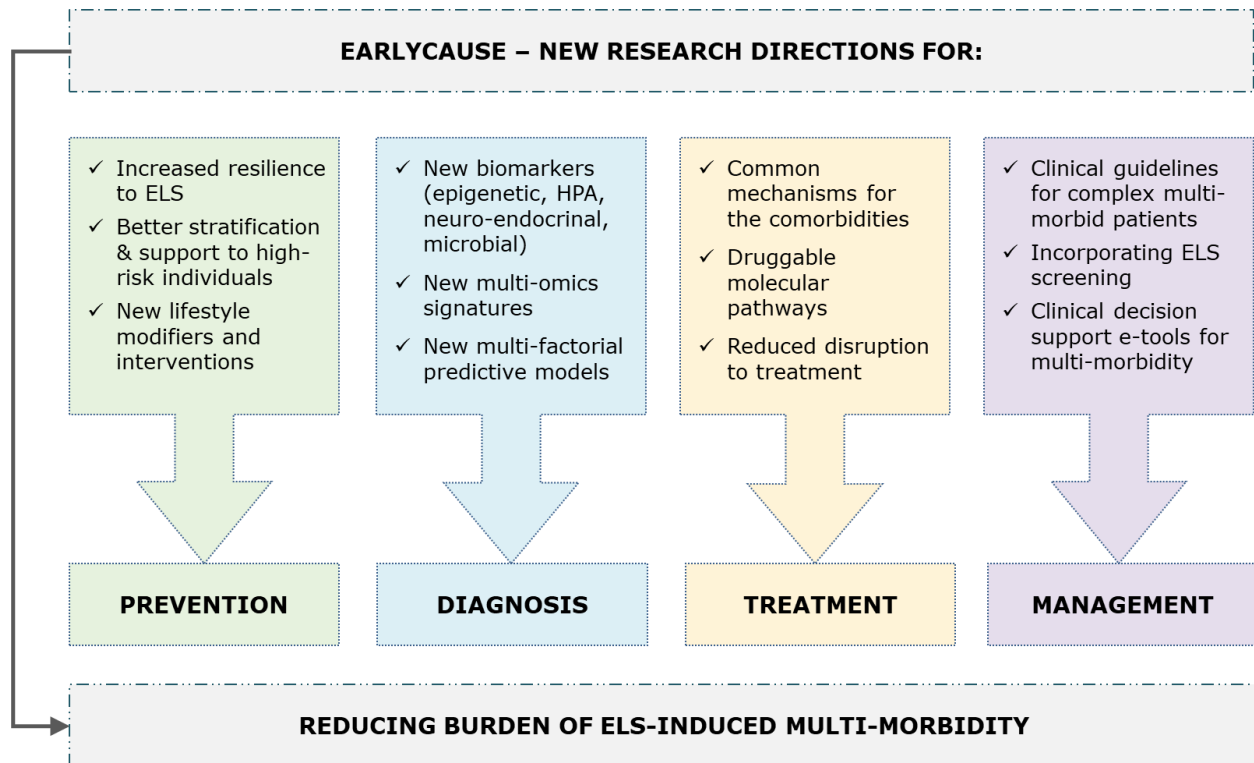 EARLYCAUSE – NEW RESEARCH DIRECTIONS FOR:
✓ Increased resilience
to ELS
✓ Better stratification
& support to high-
risk individuals
✓ New lifestyle
modifiers and
interventions
✓ New biomarkers
(epigenetic, HPA,
neuro-endocrinal,
microbial)
✓ New multi-omics
signatures
✓ New multi-factorial
predictive models
✓ Common
mechanisms for
the comorbidities
✓ Druggable
molecular
pathways
✓ Reduced disruption
to treatment
✓ Clinical guidelines
for complex multi-
morbid patients
✓ Incorporating ELS
screening
✓ Clinical decision
support e-tools for
multi-morbidity
PREVENTION
DIAGNOSIS
TREATMENT
MANAGEMENT
REDUCING BURDEN OF ELS-INDUCED MULTI-MORBIDITY